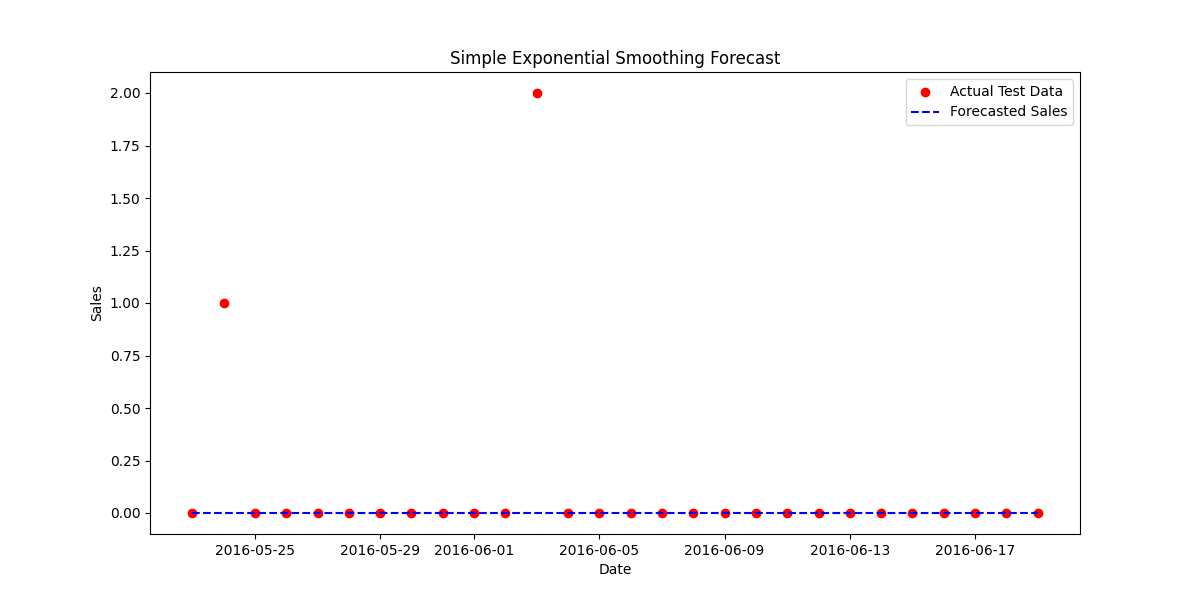 Simple Exponential Smoothing Forecast
Actual Test Data
Forecasted Sales
2.00
1.75
1.50
1.25
1.00
0.75
0.50
0.25
0.00
Sales
2016-05-25 2016-05-29 2016-06-01 2016-06-05 2016-06-09 2016-06-13 2016-06-17
Date